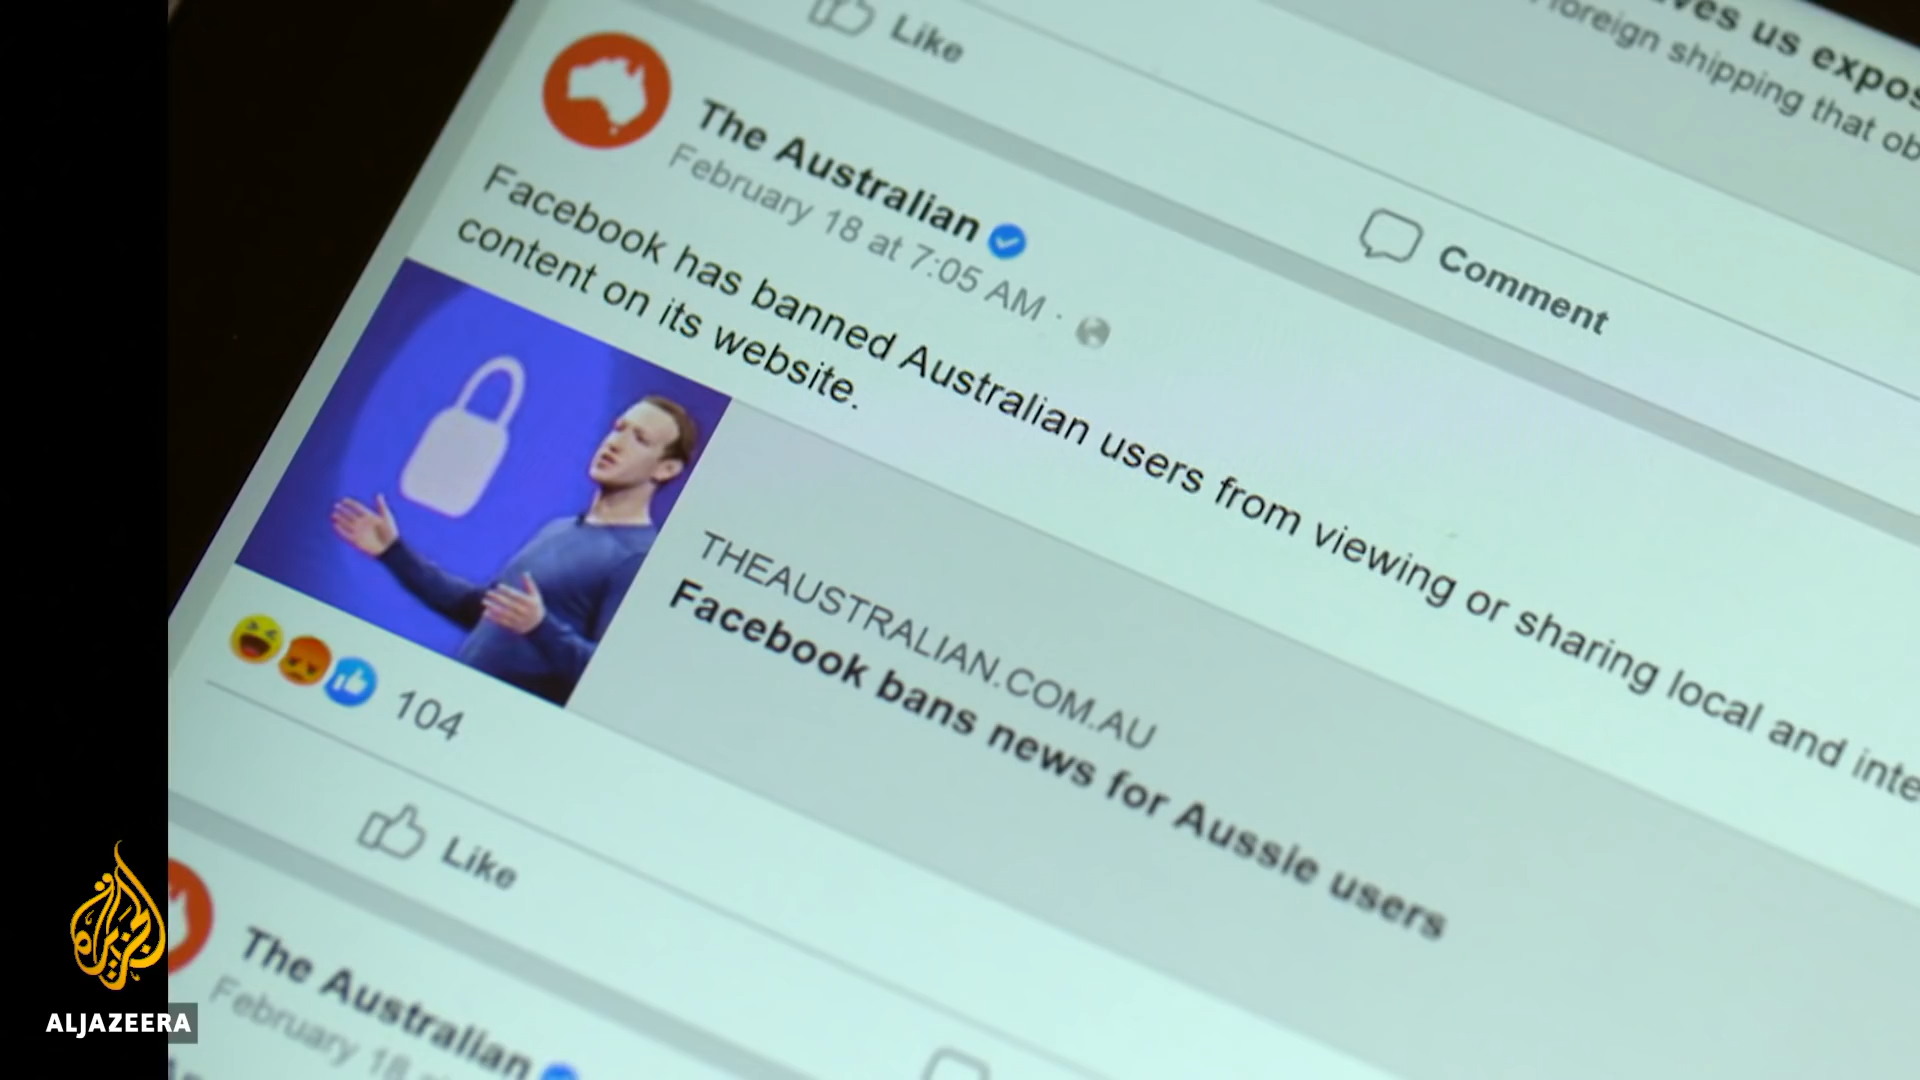 ves us expos
foreign shipping that ob
Like
Comment
The Australian
February 18 at 7:05 AM ·
Facebook has banned Australian users from viewing or sharing local and inte
content on its website.
THEAUSTRALIAN.COM.AU
Facebook bans news for Aussie users
104
Like
The Australian
February 18
الجزيرة
ALJAZEERA